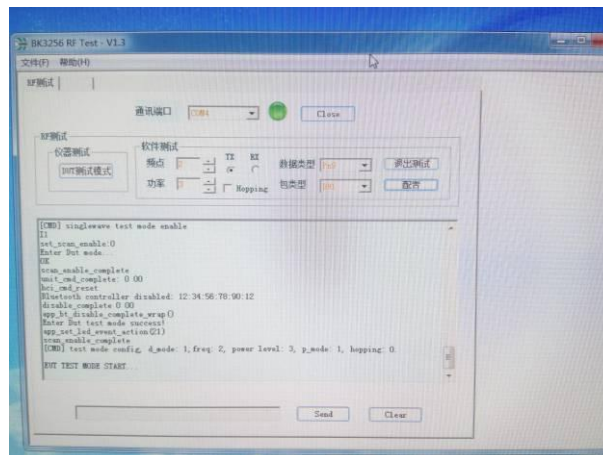 BK3256 RF Test - V1.3
文件(F) 帮助(H)
RF测试
通讯端口 COM4 Close
RF测试
仪器测试 软件测试
DUT测试模式 频点 TX RX 数据类型 退出测试
功率 3 Hopping 包类型 DH1 配置
[CMD] singlewave test mode enable
set_scan_enable:0
Enter Dut mode...
OK
scan_enable_complete
unit_cmd_complete: 0 00
hci_cmd_reset
Bluetooth controller disabled: 12:34:56:78:90:12
disable_complete 0 00
app_bt_disable_complete_wrap()
Enter Dut test mode success!
app_set_led_event_action(21)
scan_enable_complete
[CMD] test mode config, d_mode: 1, freq: 2, power level: 3, p_mode: 1, hopping: 0.
TEST MODE START...
Send Clear